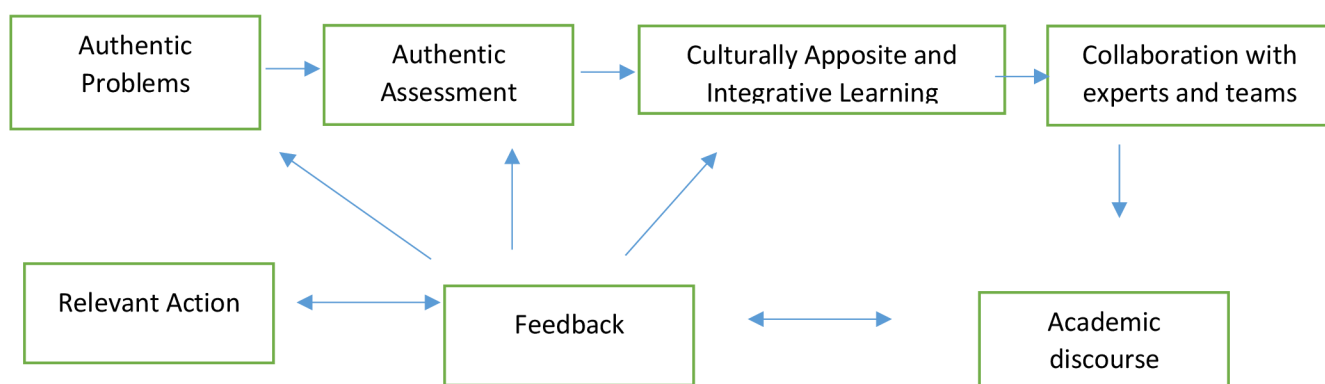 Authentic
Problems
Authentic
Assessment
Culturally Apposite and
Integrative Learning
Collaboration with
experts and teams
Relevant Action
Feedback
Academic
discourse